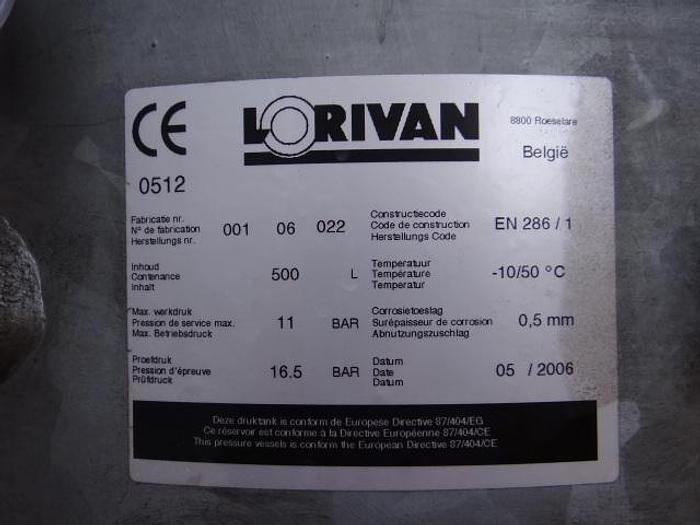 CE
LORIVAN
8800 Roeselare
België
0512
Fabricatie nr.
N° de fabrication
Herstellungs nr.
001 06 022
Constructiecode
Code de construction
Herstellungs Code
EN 286 / 1
Inhoud
Contenance
Inhalt
500 L
Temperatuur
Température
Temperatur
-10/50 °C
Max. werkdruk
Pression de service max.
Max. Betriebsdruck
11 BAR
Corrosietoeslag
Surépaisseur de corrosion
Abnutzungszuschlag
0,5 mm
Proefdruk
Pression d'épreuve
Prüfdruck
16.5 BAR
Datum
Date
Datum
05 / 2006
Deze druktank is conform de Europese Directive 87/404/EG
Ce réservoir est conforme à la Directive Européenne 87/404/CE
This pressure vessels is conform the European Directive 87/404/CE